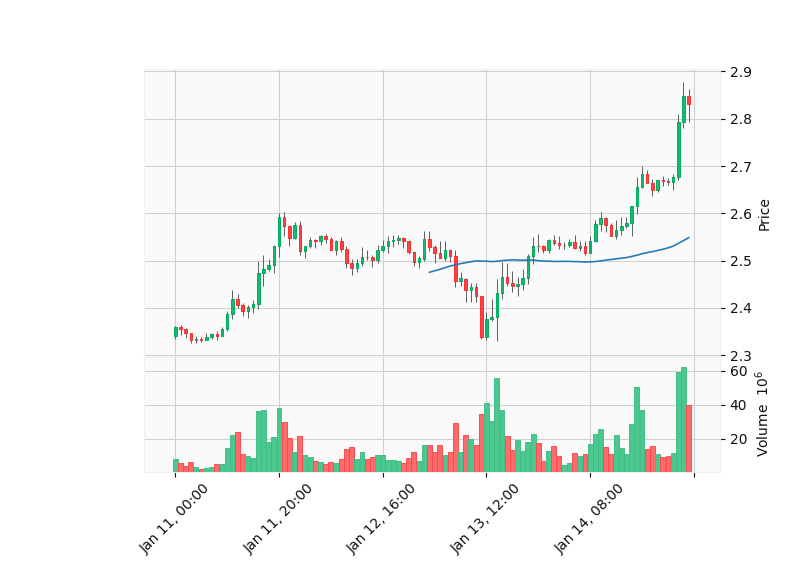 2.9
2.8
2.7
2.6
2.5
2.4
2.3
Price
60
40
20
Volume 10⁶
Jan 11, 00:00
Jan 11, 20:00
Jan 12, 16:00
Jan 13, 12:00
Jan 14, 08:00